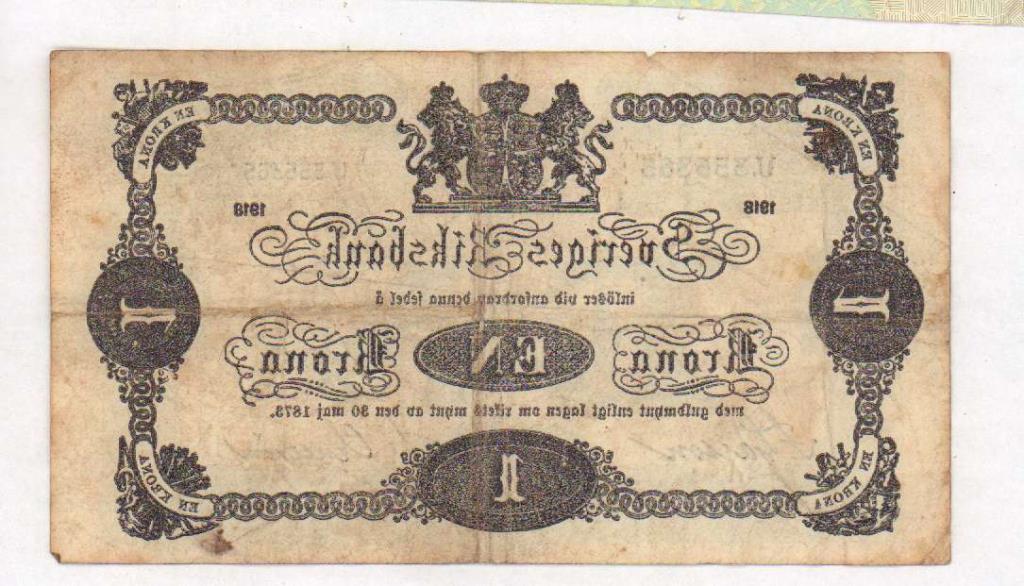 EN KRONA EN KRONA
1918 1918
Sveriges Riksbank
inlöser vid anfordran denna sedel å
1 Krona EN Krona 1
med guldmynt enligt lagen om rikets mynt av den 30 maj 1873.
1
EN KRONA EN KRONA